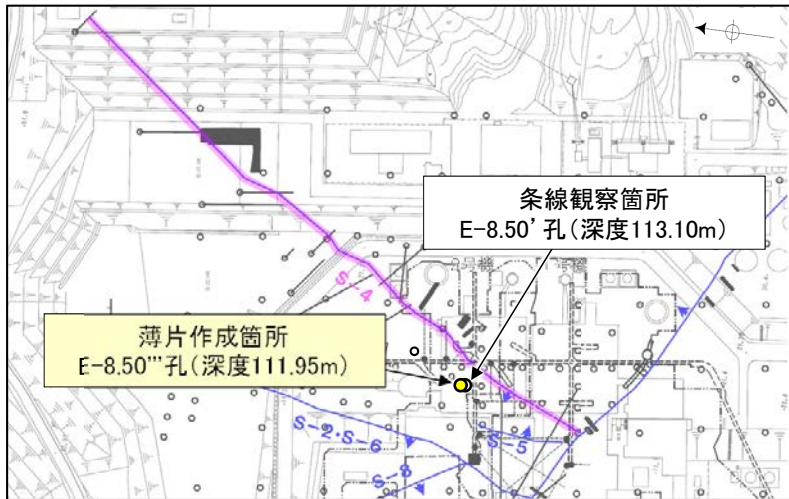 条線観察箇所
E-8.50’孔(深度113.10m)
S-4
薄片作成箇所
E-8.50’’’孔(深度111.95m)
S-2・S-6
S-5
S-8